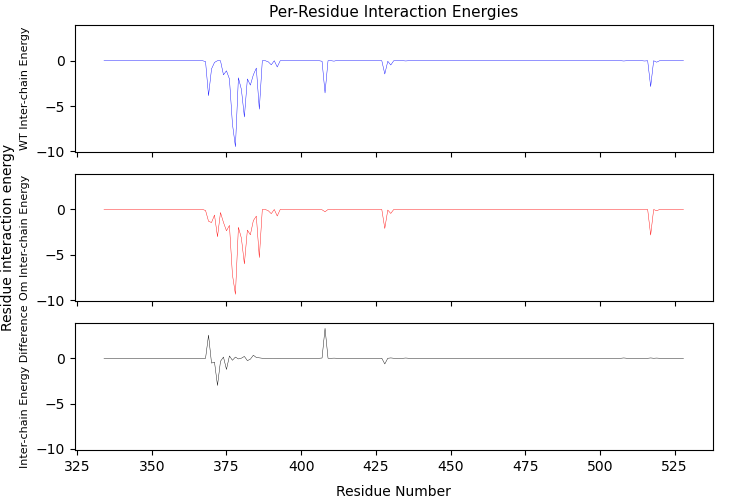 Per-Residue Interaction Energies
Residue interaction energy
WT Inter-chain Energy
0
−5
−10
Om Inter-chain Energy
0
−5
−10
Inter-chain Energy Difference
0
−5
−10
325 350 375 400 425 450 475 500 525
Residue Number